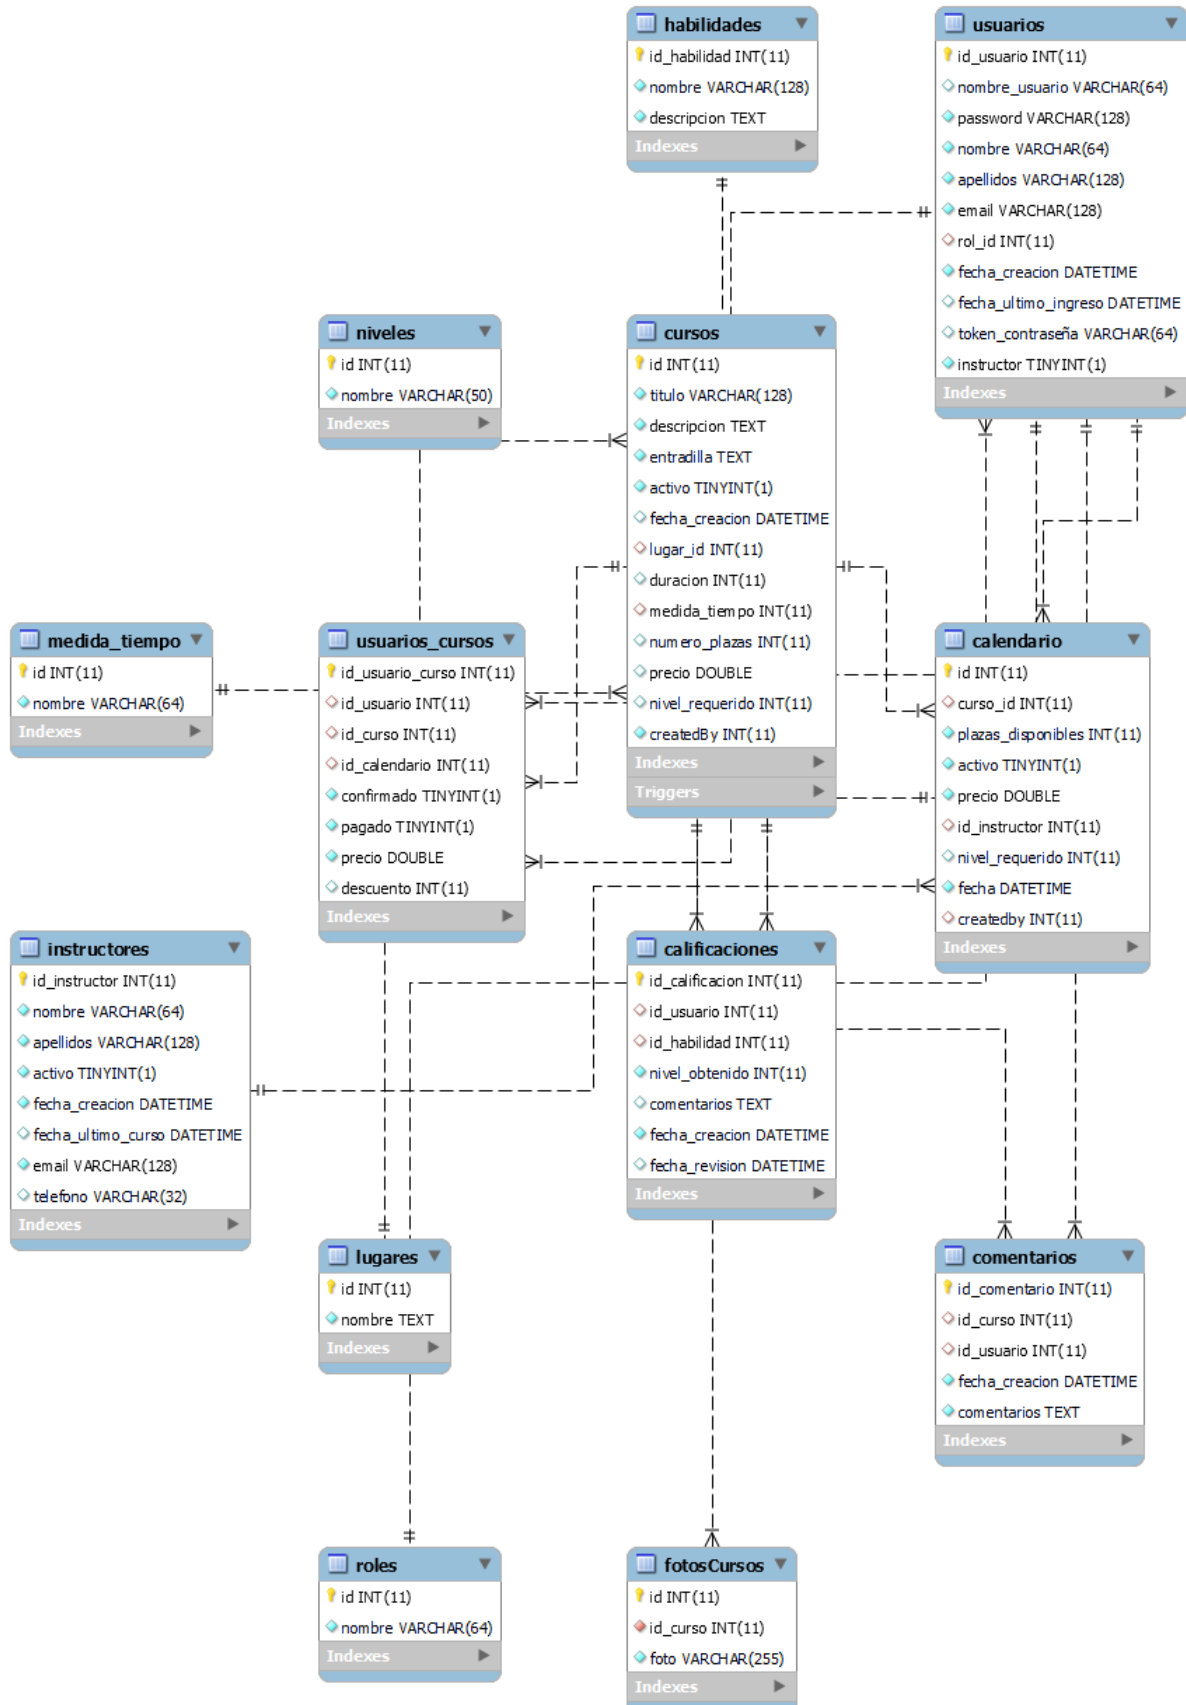 habilidades
id_habilidad INT(11)
nombre VARCHAR(128)
descripcion TEXT
Indexes
usuarios
id_usuario INT(11)
nombre_usuario VARCHAR(64)
password VARCHAR(128)
nombre VARCHAR(64)
apellidos VARCHAR(128)
email VARCHAR(128)
rol_id INT(11)
fecha_creacion DATETIME
fecha_ultimo_ingreso DATETIME
token_contraseña VARCHAR(64)
instructor TINYINT(1)
Indexes
niveles
id INT(11)
nombre VARCHAR(50)
Indexes
cursos
id INT(11)
titulo VARCHAR(128)
descripcion TEXT
entradilla TEXT
activo TINYINT(1)
fecha_creacion DATETIME
lugar_id INT(11)
duracion INT(11)
medida_tiempo INT(11)
numero_plazas INT(11)
precio DOUBLE
nivel_requerido INT(11)
createdBy INT(11)
Indexes
Triggers
medida_tiempo
id INT(11)
nombre VARCHAR(64)
Indexes
usuarios_cursos
id_usuario_curso INT(11)
id_usuario INT(11)
id_curso INT(11)
id_calendario INT(11)
confirmado TINYINT(1)
pagado TINYINT(1)
precio DOUBLE
descuento INT(11)
Indexes
calendario
id INT(11)
curso_id INT(11)
plazas_disponibles INT(11)
activo TINYINT(1)
precio DOUBLE
id_instructor INT(11)
nivel_requerido INT(11)
fecha DATETIME
createdby INT(11)
Indexes
instructores
id_instructor INT(11)
nombre VARCHAR(64)
apellidos VARCHAR(128)
activo TINYINT(1)
fecha_creacion DATETIME
fecha_ultimo_curso DATETIME
email VARCHAR(128)
telefono VARCHAR(32)
Indexes
calificaciones
id_calificacion INT(11)
id_usuario INT(11)
id_habilidad INT(11)
nivel_obtenido INT(11)
comentarios TEXT
fecha_creacion DATETIME
fecha_revision DATETIME
Indexes
lugares
id INT(11)
nombre TEXT
Indexes
comentarios
id_comentario INT(11)
id_curso INT(11)
id_usuario INT(11)
fecha_creacion DATETIME
comentarios TEXT
Indexes
roles
id INT(11)
nombre VARCHAR(64)
Indexes
fotosCursos
id INT(11)
id_curso INT(11)
foto VARCHAR(255)
Indexes